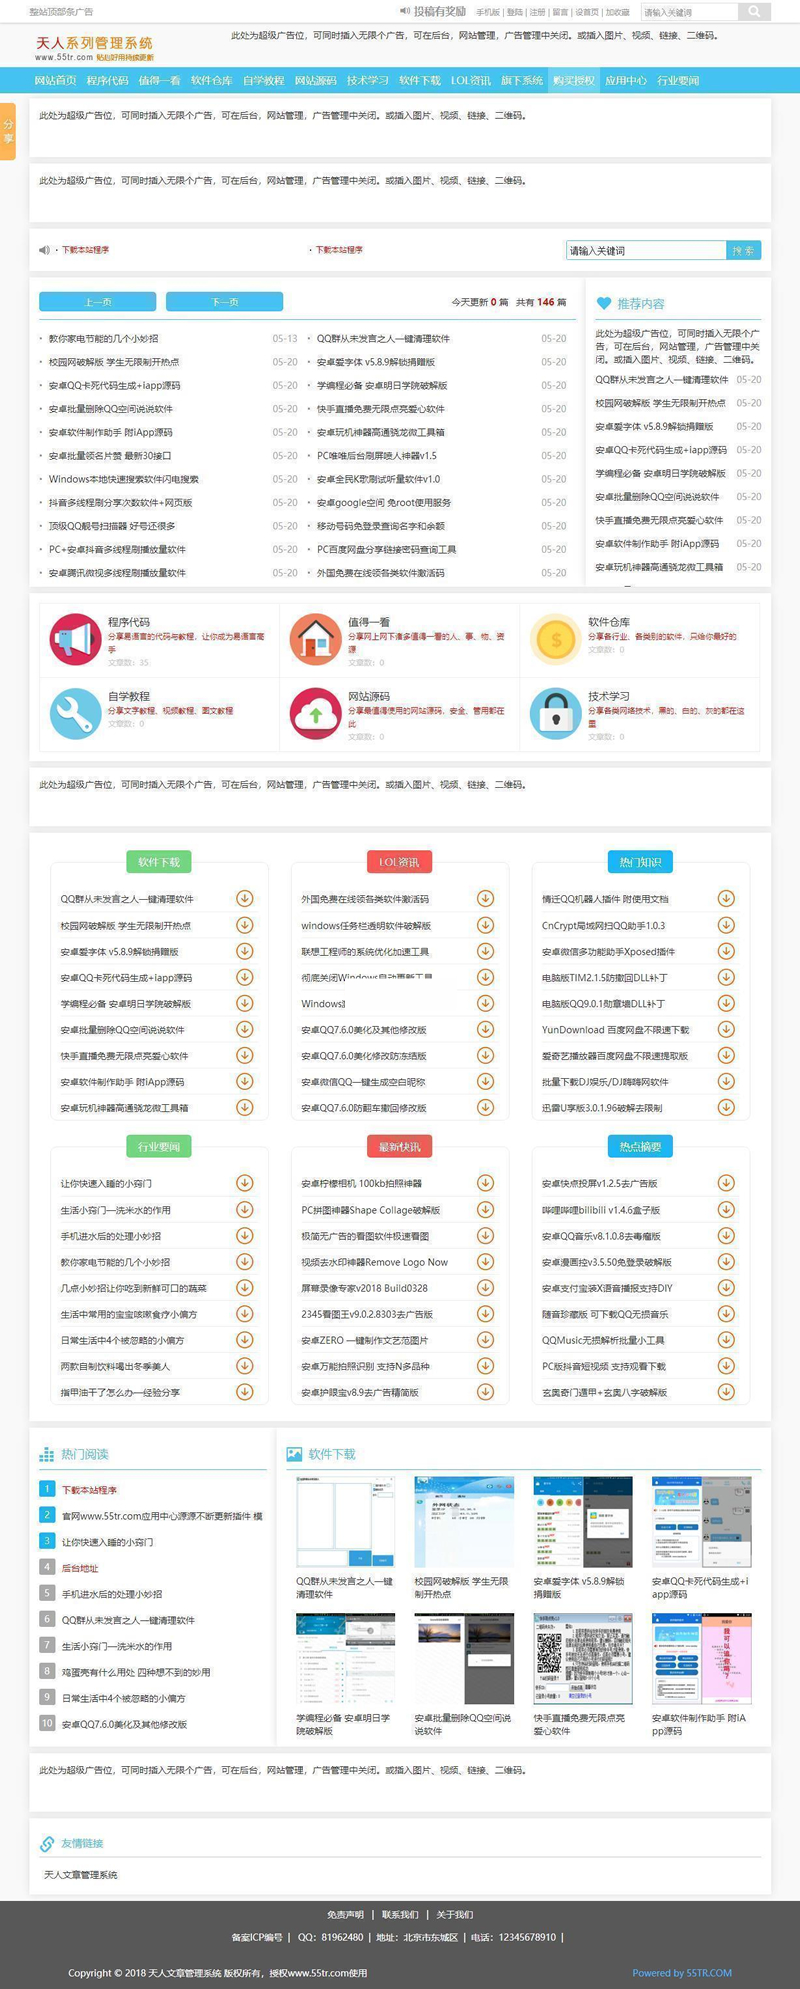 整站顶部条广告
投稿有奖励 手机版 | 登陆 | 注册 | 留言 | 设首页 | 加收藏 请输入关键词
天人系列管理系统
www.55tr.com 贴心好用持续更新
此处为超级广告位，可同时插入无限个广告，可在后台，网站管理，广告管理中关闭。或插入图片、视频、链接、二维码。
网站首页 程序代码 值得一看 软件仓库 自学教程 网站源码 技术学习 软件下载 LOL资讯 旗下系统 购买授权 应用中心 行业要闻
分享
此处为超级广告位，可同时插入无限个广告，可在后台，网站管理，广告管理中关闭。或插入图片、视频、链接、二维码。
此处为超级广告位，可同时插入无限个广告，可在后台，网站管理，广告管理中关闭。或插入图片、视频、链接、二维码。
· 下载本站程序 · 下载本站程序 请输入关键词 搜 索
上一页 下一页 今天更新 0 篇 共有 146 篇
教你家电节能的几个小妙招 05-13
校园网破解版 学生无限制开热点 05-20
安卓QQ卡死代码生成+iapp源码 05-20
安卓批量删除QQ空间说说软件 05-20
安卓软件制作助手 附iApp源码 05-20
安卓批量领名片赞 最新30接口 05-20
Windows本地快速搜索软件闪电搜索 05-20
抖音多线程刷分享次数软件+网页版 05-20
顶级QQ靓号扫描器 好号还很多 05-20
PC+安卓抖音多线程刷播放量软件 05-20
安卓腾讯微视多线程刷播放量软件 05-20
QQ群从未发言之人一键清理软件 05-20
安卓爱字体 v5.8.9解锁捐赠版 05-20
学编程必备 安卓明日学院破解版 05-20
快手直播免费无限点亮爱心软件 05-20
安卓玩机神器高通骁龙微工具箱 05-20
PC唯唯后台刷屏喷人神器v1.5 05-20
安卓全民K歌刷试听量软件v1.0 05-20
安卓google空间 免root使用服务 05-20
移动号码免登录查询名字和余额 05-20
PC百度网盘分享链接密码查询工具 05-20
外国免费在线领各类软件激活码 05-20
推荐内容
此处为超级广告位，可同时插入无限个广
告，可在后台，网站管理，广告管理中关
闭。或插入图片、视频、链接、二维码。
QQ群从未发言之人一键清理软件 05-20
校园网破解版 学生无限制开热点 05-20
安卓爱字体 v5.8.9解锁捐赠版 05-20
安卓QQ卡死代码生成+iapp源码 05-20
学编程必备 安卓明日学院破解版 05-20
安卓批量删除QQ空间说说软件 05-20
快手直播免费无限点亮爱心软件 05-20
安卓软件制作助手 附iApp源码 05-20
安卓玩机神器高通骁龙微工具箱 05-20
程序代码
分享易语言的代码与教程，让你成为易语言高
手
文章数：35
值得一看
分享网上网下诸多值得一看的人、事、物、资
源
文章数：0
软件仓库
分享各行业、各类别的软件，只给你最好的
文章数：0
自学教程
分享文字教程、视频教程、图文教程
文章数：0
网站源码
分享最值得使用的网站源码，安全、管用都在
此
文章数：0
技术学习
分享各类网络技术，黑的、白的、灰的都在这
里
文章数：0
此处为超级广告位，可同时插入无限个广告，可在后台，网站管理，广告管理中关闭。或插入图片、视频、链接、二维码。
软件下载
QQ群从未发言之人一键清理软件
校园网破解版 学生无限制开热点
安卓爱字体 v5.8.9解锁捐赠版
安卓QQ卡死代码生成+iapp源码
学编程必备 安卓明日学院破解版
安卓批量删除QQ空间说说软件
快手直播免费无限点亮爱心软件
安卓软件制作助手 附iApp源码
安卓玩机神器高通骁龙微工具箱
LOL资讯
外国免费在线领各类软件激活码
windows任务栏透明软件破解版
联想工程师的系统优化加速工具
彻底关闭Windows自动更新工具
Windows
安卓QQ7.6.0美化及其他修改版
安卓QQ7.6.0美化修改防冻结版
安卓微信QQ一键生成空白昵称
安卓QQ7.6.0防翻车撤回修改版
热门知识
情迁QQ机器人插件 附使用文档
CnCrypt局域网扫QQ助手1.0.3
安卓微信多功能助手Xposed插件
电脑版TIM2.1.5防撤回DLL补丁
电脑版QQ9.0.1勋章墙DLL补丁
YunDownload 百度网盘不限速下载
爱奇艺播放器百度网盘不限速提取版
批量下载DJ娱乐/DJ嗨嗨网软件
迅雷U享版3.0.1.96破解去限制
行业要闻
让你快速入睡的小窍门
生活小窍门—洗米水的作用
手机进水后的处理小妙招
教你家电节能的几个小妙招
几点小妙招让你吃到新鲜可口的蔬菜
生活中常用的宝宝咳嗽食疗小偏方
日常生活中4个被忽略的小偏方
两款自制饮料喝出冬季美人
指甲油干了怎么办—经验分享
最新快讯
安卓柠檬相机 100kb拍照神器
PC拼图神器Shape Collage破解版
极简无广告的看图软件极速看图
视频去水印神器Remove Logo Now
屏幕录像专家v2018 Build0328
2345看图王v9.0.2.8303去广告版
安卓ZERO 一键制作文艺范图片
安卓万能拍照识别 支持N多品种
安卓护眼宝v8.9去广告精简版
热点摘要
安卓快点投屏v1.2.5去广告版
哔哩哔哩bilibili v1.4.6盒子版
安卓QQ音乐v8.1.0.8去毒瘤版
安卓漫画控v3.5.50免登录破解版
安卓支付宝装X语音播报支持DIY
随音珍藏版 可下载QQ无损音乐
QQMusic无损解析批量小工具
PC版抖音短视频 支持观看下载
玄奥奇门遁甲+玄奥八字破解版
热门阅读
1 下载本站程序
2 官网www.55tr.com应用中心源源不断更新插件 模
3 让你快速入睡的小窍门
4 后台地址
5 手机进水后的处理小妙招
6 QQ群从未发言之人一键清理软件
7 生活小窍门—洗米水的作用
8 鸡蛋壳有什么用处 四种想不到的妙用
9 日常生活中4个被忽略的小偏方
10 安卓QQ7.6.0美化及其他修改版
软件下载
QQ群从未发言之人一键
清理软件
校园网破解版 学生无限
制开热点
安卓爱字体 v5.8.9解锁
捐赠版
安卓QQ卡死代码生成+i
app源码
学编程必备 安卓明日学
院破解版
安卓批量删除QQ空间说
说软件
快手直播免费无限点亮
爱心软件
安卓软件制作助手 附iA
pp源码
此处为超级广告位，可同时插入无限个广告，可在后台，网站管理，广告管理中关闭。或插入图片、视频、链接、二维码。
友情链接
天人文章管理系统
免责声明 | 联系我们 | 关于我们
备案ICP编号 | QQ：81962480 | 地址：北京市东城区 | 电话：12345678910 |
Copyright © 2018 天人文章管理系统 版权所有，授权www.55tr.com使用 Powered by 55TR.COM